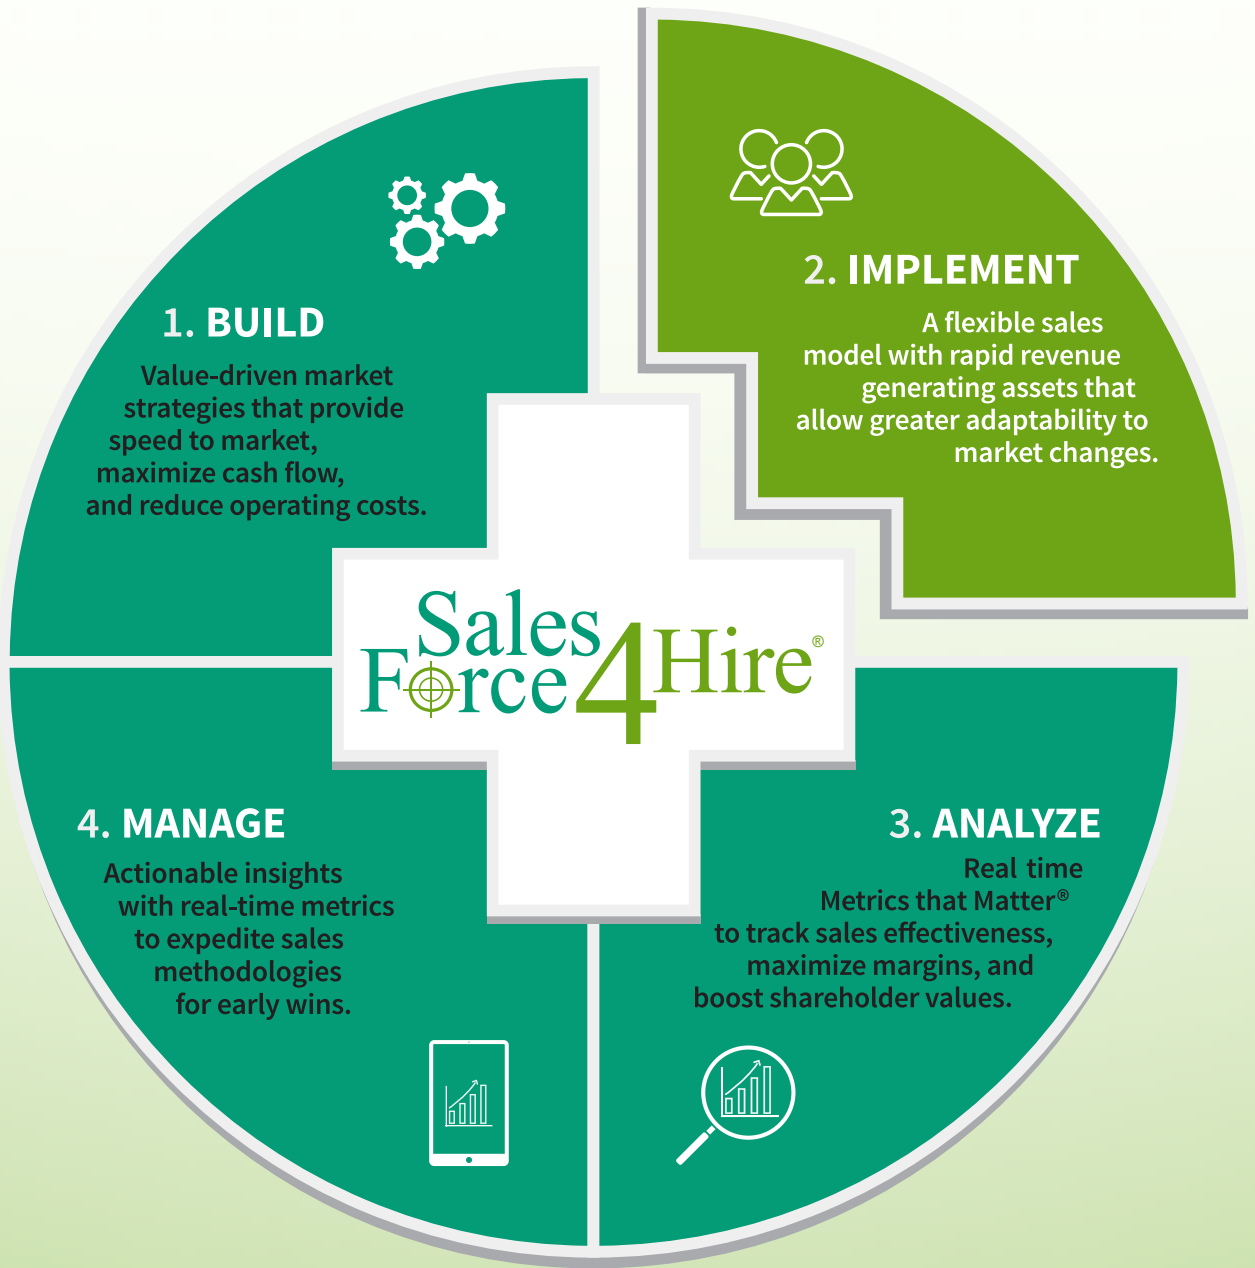 1. BUILD
Value-driven market
strategies that provide
speed to market,
maximize cash flow,
and reduce operating costs.
2. IMPLEMENT
A flexible sales
model with rapid revenue
generating assets that
allow greater adaptability to
market changes.
Sales
Force 4 Hire®
3. ANALYZE
Real time
Metrics that Matter®
to track sales effectiveness,
maximize margins, and
boost shareholder values.
4. MANAGE
Actionable insights
with real-time metrics
to expedite sales
methodologies
for early wins.